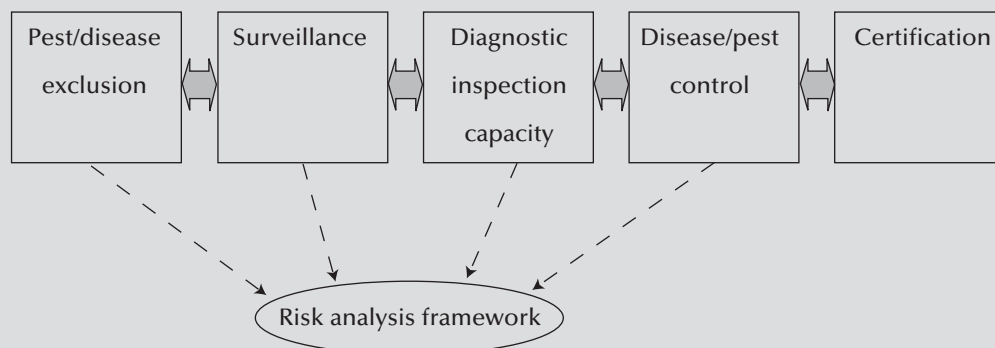 Pest/disease
exclusion
Surveillance
Diagnostic
inspection
capacity
Disease/pest
control
Certification
Risk analysis framework